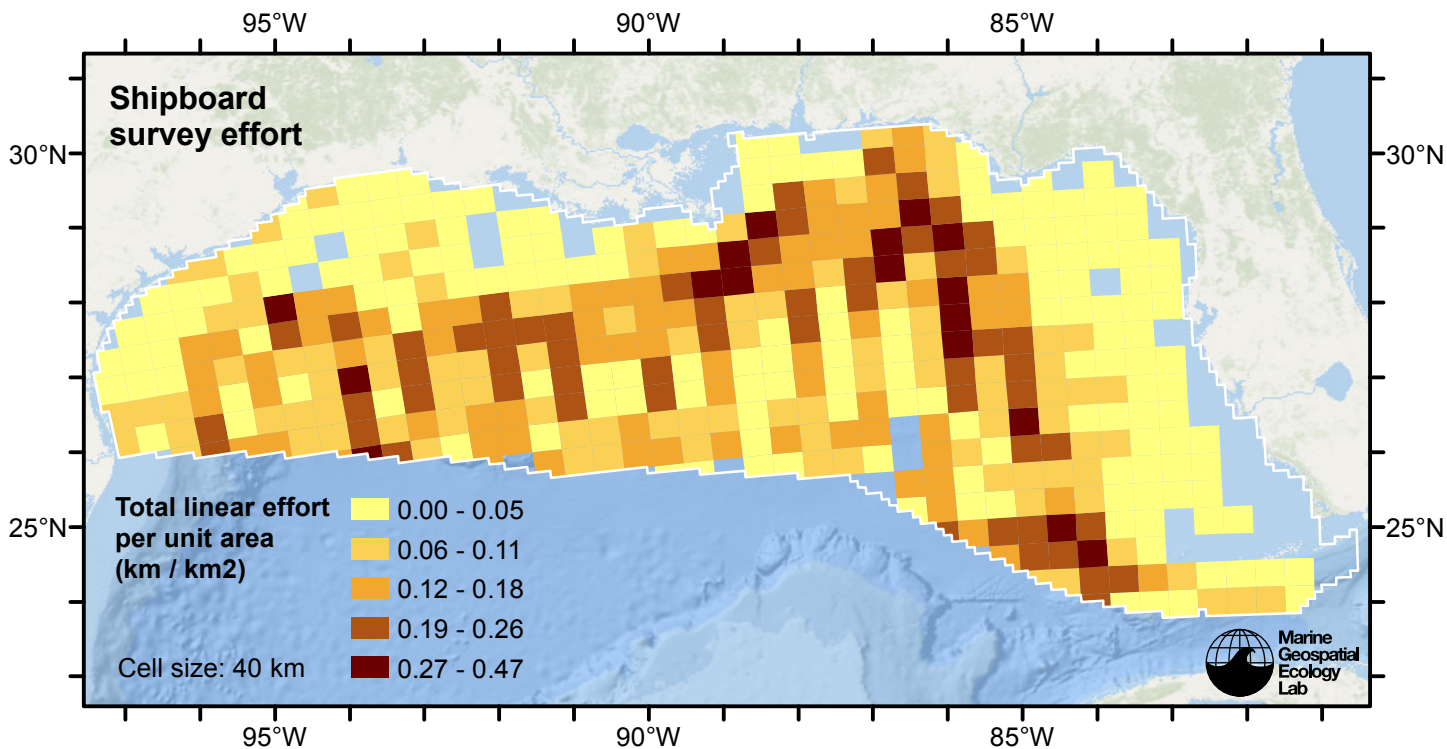 95°W 90°W 85°W
Shipboard
survey effort
30°N 30°N
25°N 25°N
Total linear effort
per unit area
(km / km2)
0.00 - 0.05
0.06 - 0.11
0.12 - 0.18
0.19 - 0.26
0.27 - 0.47
Cell size: 40 km
Marine
Geospatial
Ecology
Lab
95°W 90°W 85°W